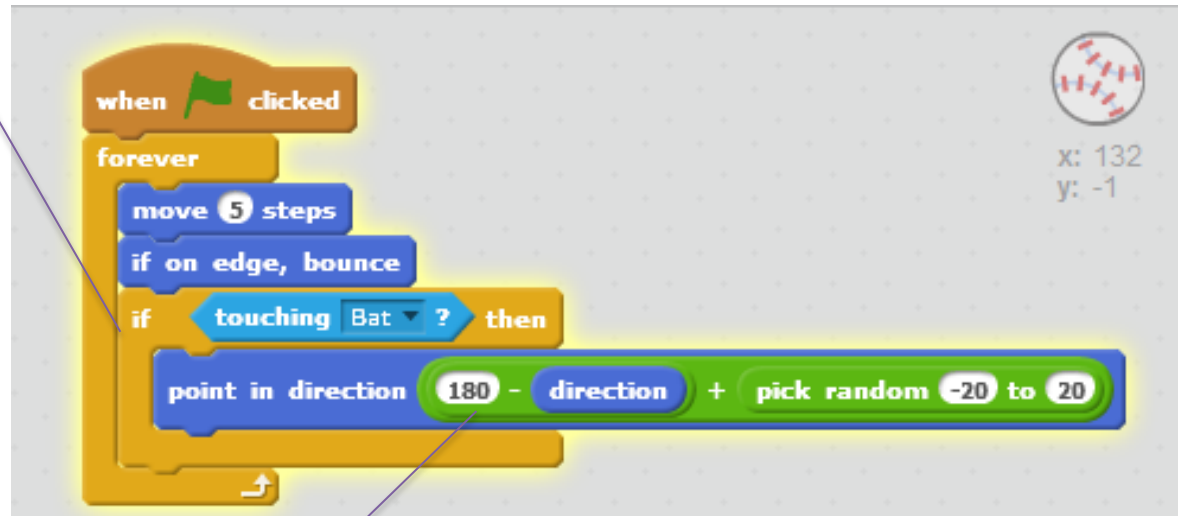 when clicked
forever
move 5 steps
if on edge, bounce
if touching Bat ? then
point in direction 180 - direction + pick random -20 to 20
x: 132
y: -1